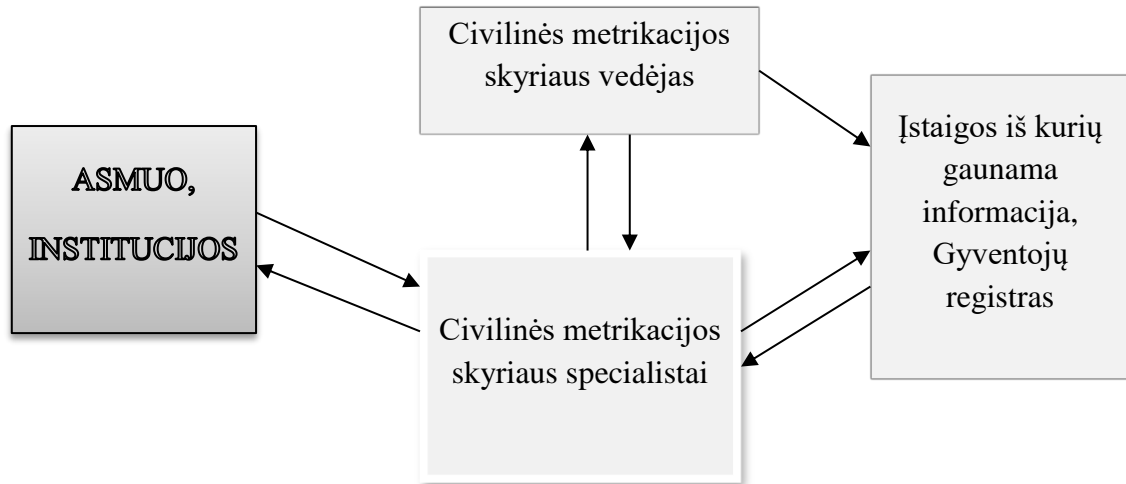 Civilinės metrikacijos
skyriaus vedėjas
ASMUO,
INSTITUCIJOS
Įstaigos iš kurių
gaunama
informacija,
Gyventojų
registras
Civilinės metrikacijos
skyriaus specialistai